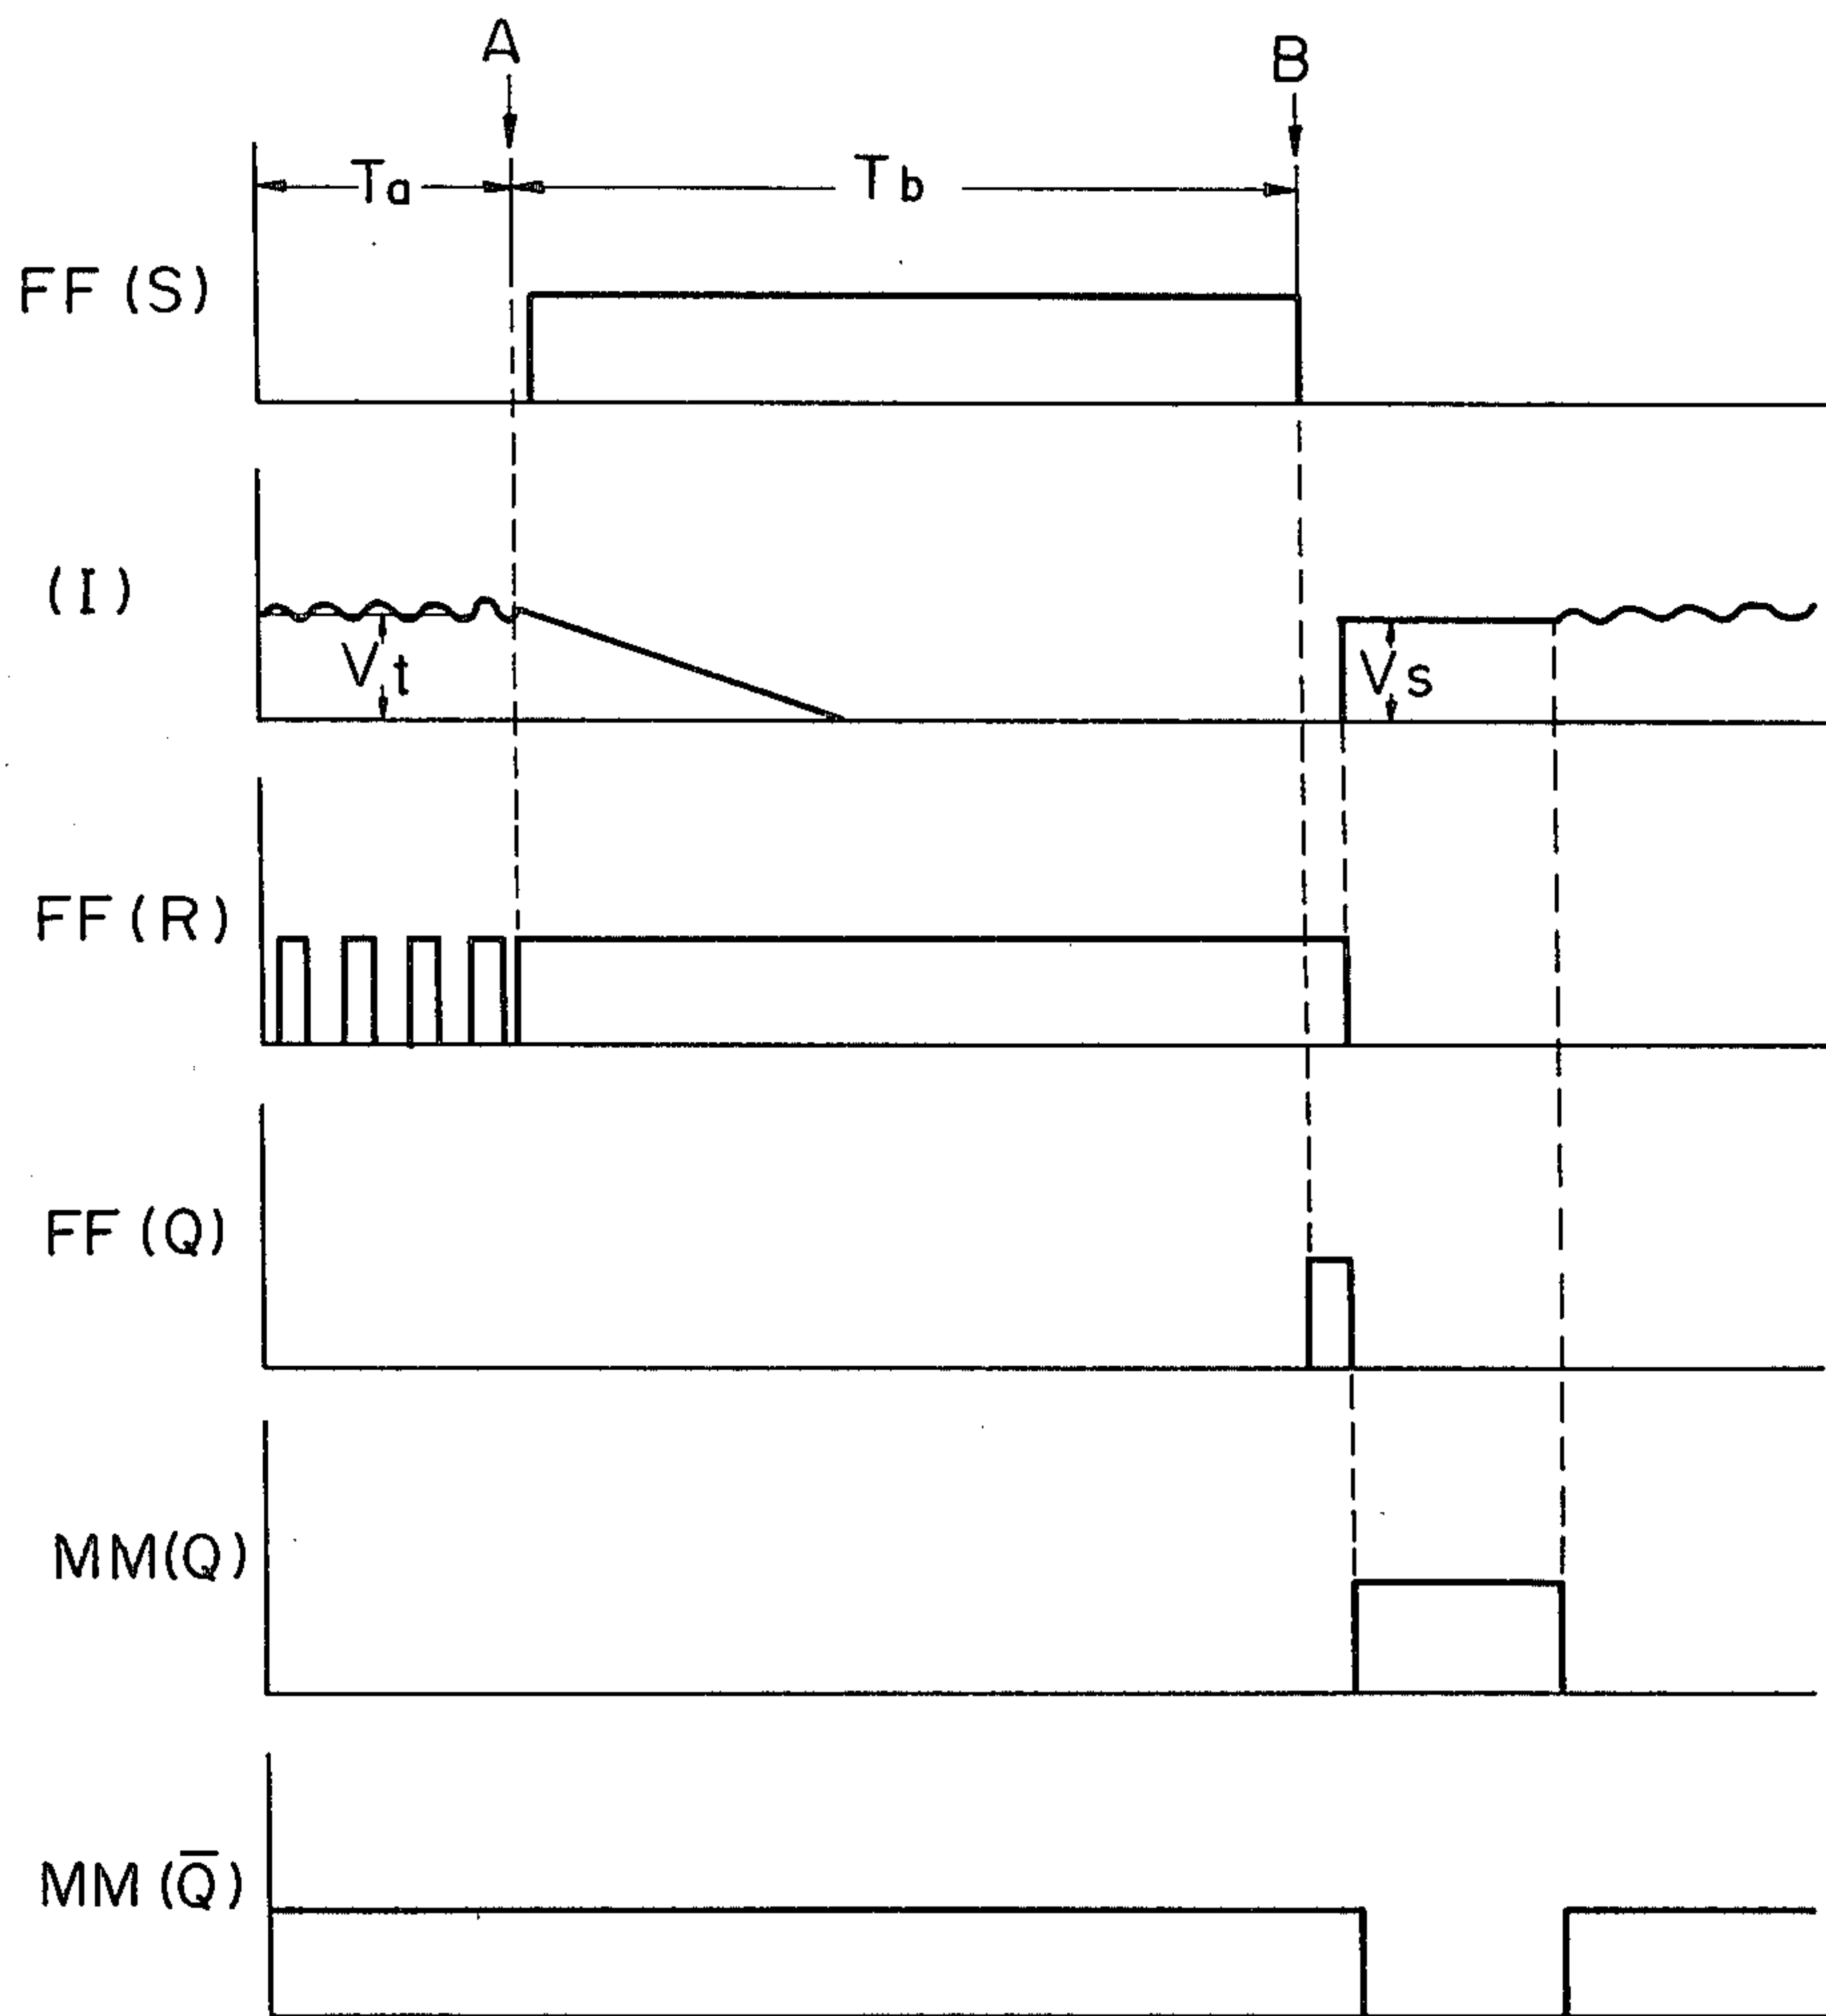 A
B
Ta
Tb
FF (S)
(I)
Vt
Vs
FF (R)
FF (Q)
MM(Q)
MM (Q̅)